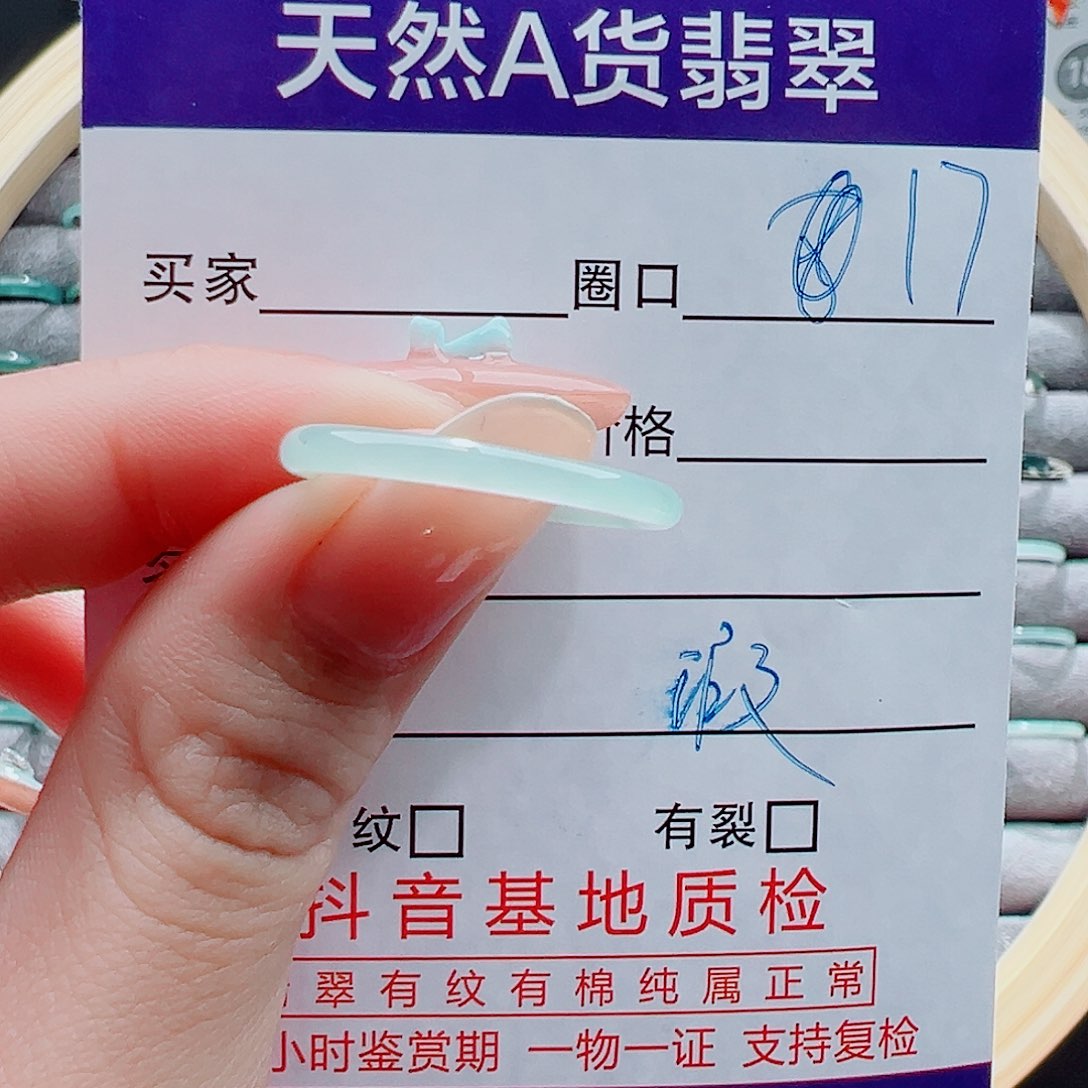 天然A货翡翠
买家 圈口 17
格
纹□ 有裂□
抖音基地质检
翠有纹有棉纯属正常
小时鉴赏期 一物一证 支持复检